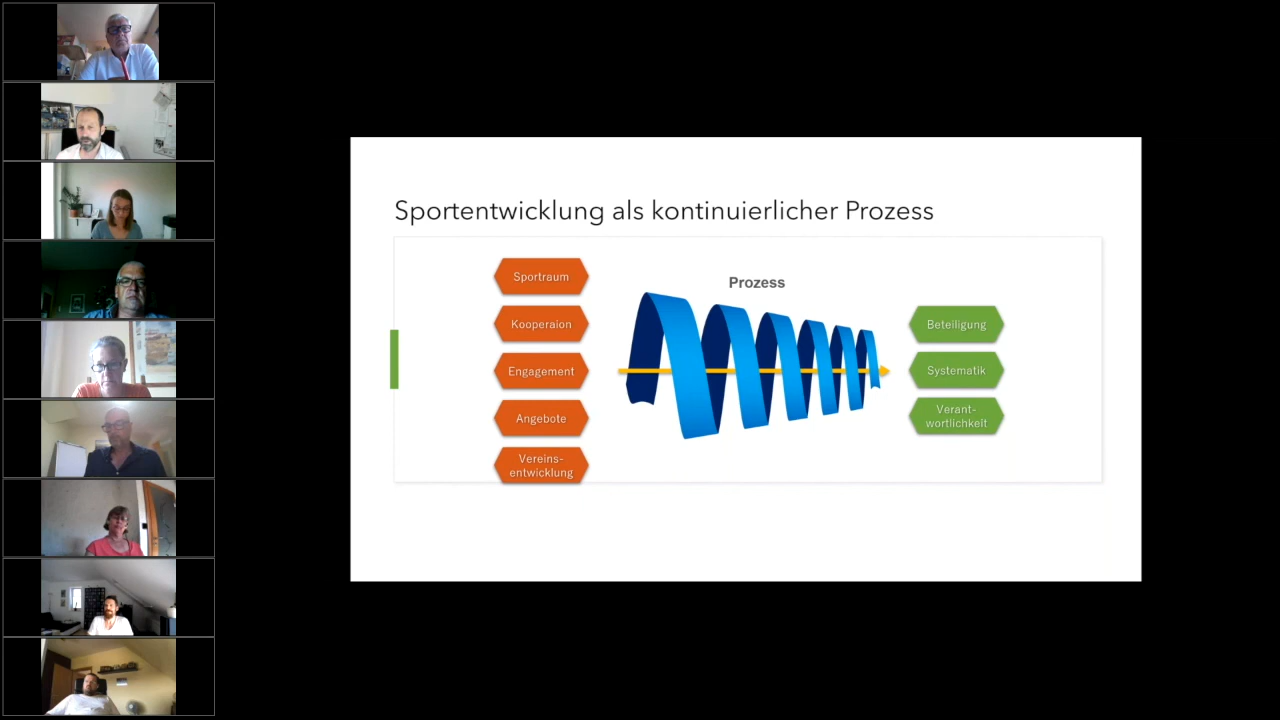 Sportentwicklung als kontinuierlicher Prozess
Sportraum
Kooperaion
Engagement
Angebote
Vereins-
entwicklung
Prozess
Beteiligung
Systematik
Verant-
wortlichkeit